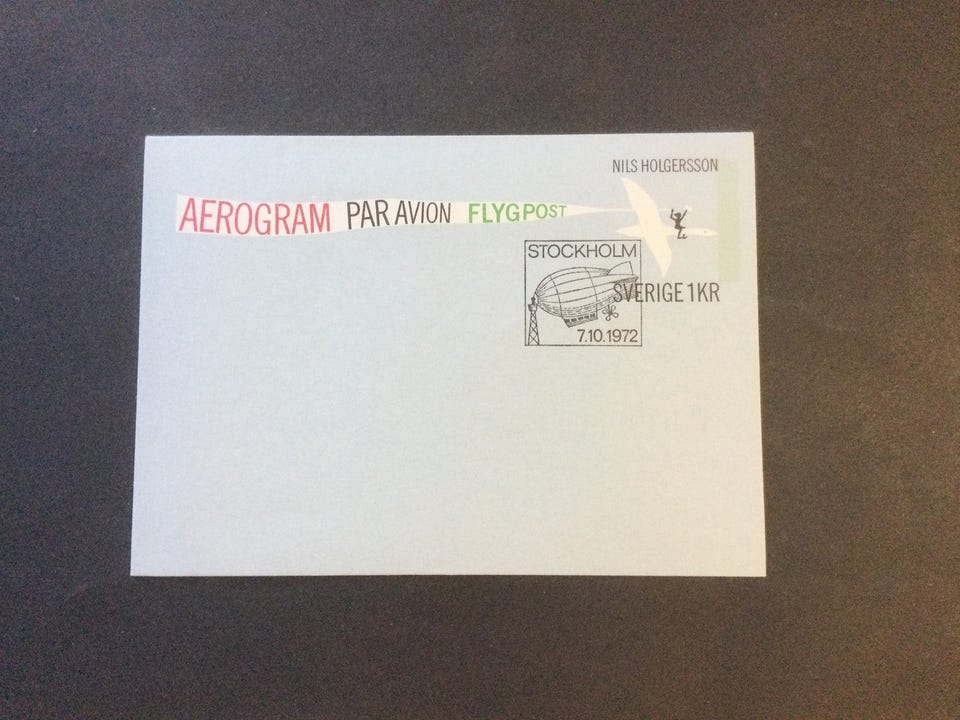 NILS HOLGERSSON
AEROGRAM PAR AVION FLYGPOST
STOCKHOLM
SVERIGE 1KR
7.10.1972